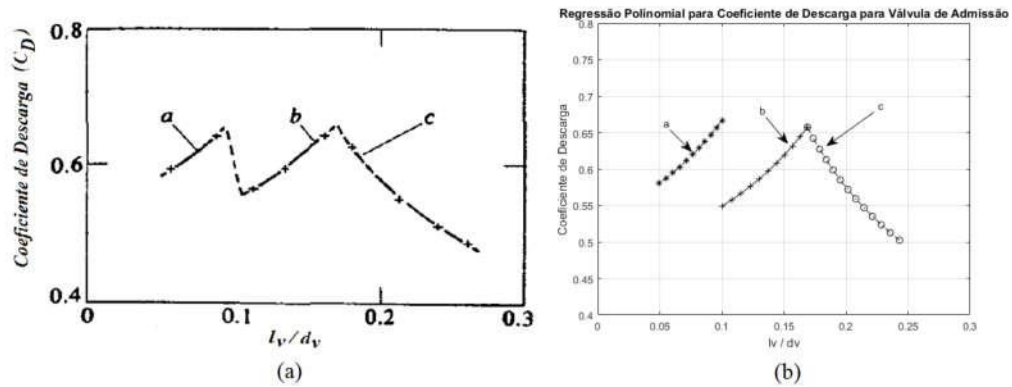 Coeficiente de Descarga (C_D)
0.8
0.6
0.4
0
0.1
0.2
0.3
a
b
c
l_v/d_v
(a)
Regressão Polinomial para Coeficiente de Descarga para Válvula de Admissão
Coeficiente de Descarga
0.8
0.75
0.7
0.65
0.6
0.55
0.5
0.45
0.4
0
0.05
0.1
0.15
0.2
0.25
0.3
a
b
c
lv / dv
(b)